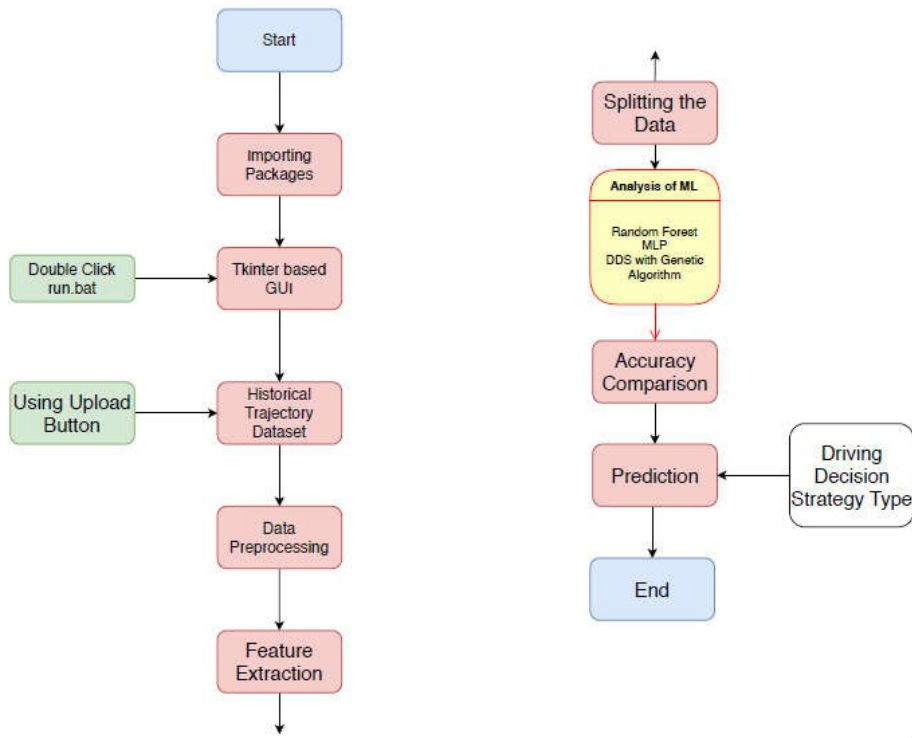 Start
Importing
Packages
Double Click
run.bat
Tkinter based
GUI
Using Upload
Button
Historical
Trajectory
Dataset
Data
Preprocessing
Feature
Extraction
Splitting the
Data
Analysis of ML
Random Forest
MLP
DDS with Genetic
Algorithm
Accuracy
Comparison
Prediction
Driving
Decision
Strategy Type
End